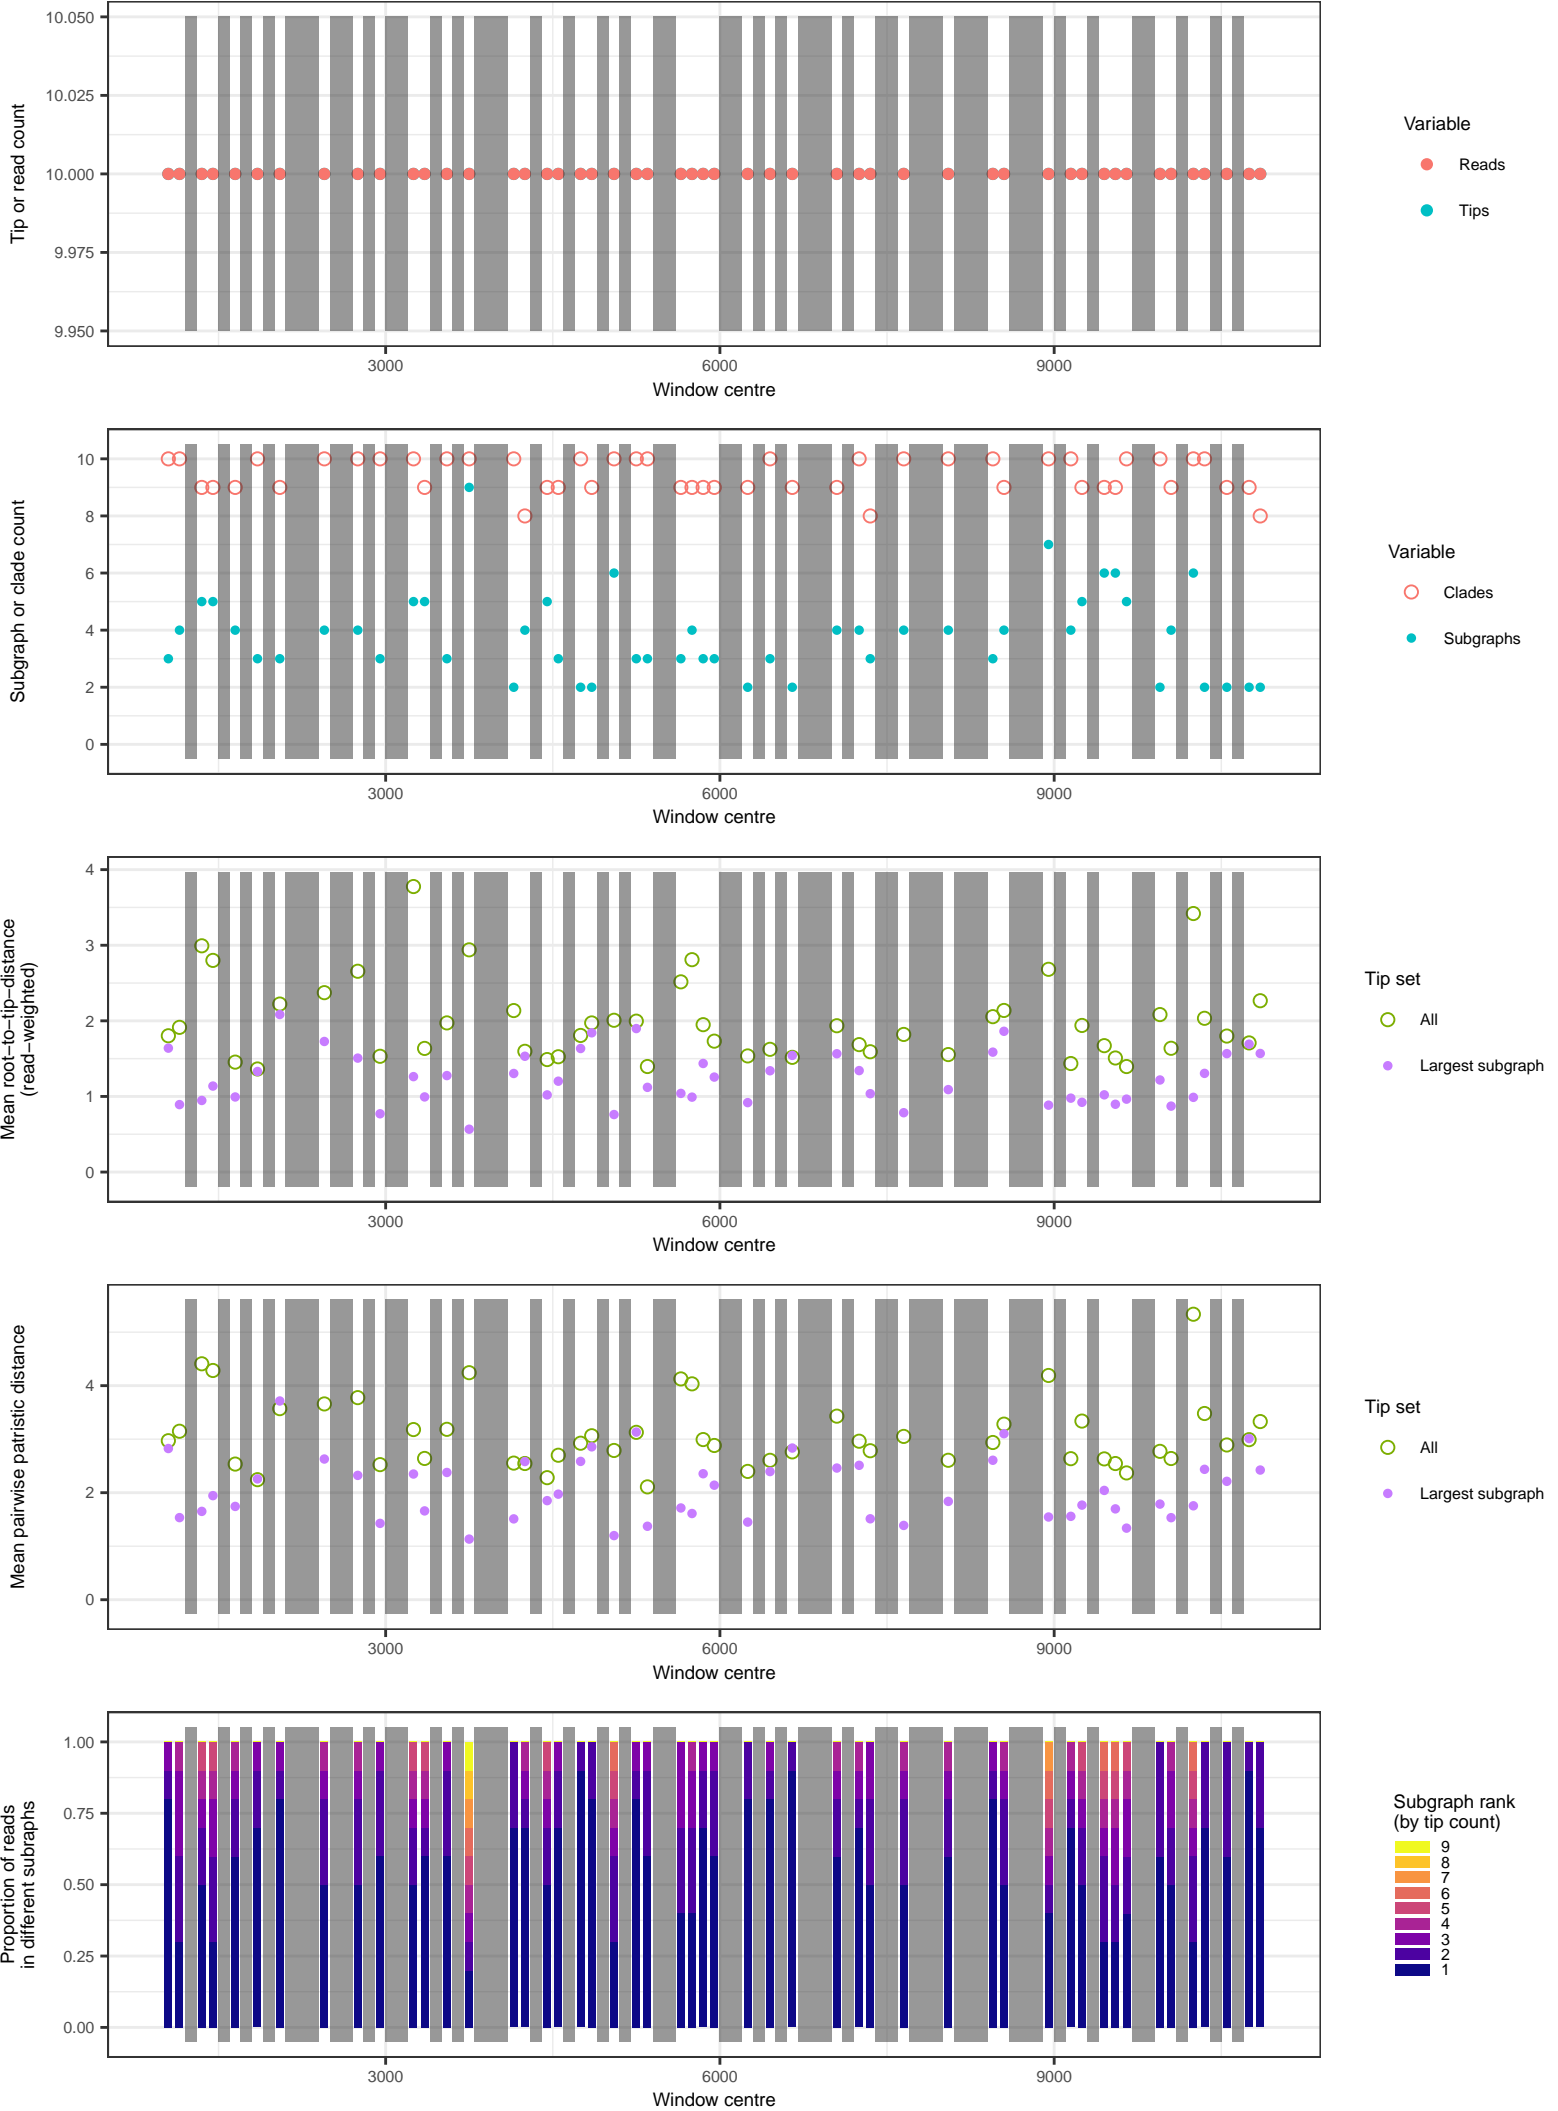 10.050
10.025
10.000
9.975
9.950
Tip or read count
3000
6000
9000
Window centre
Variable
Reads
Tips
10
8
6
4
2
0
Subgraph or clade count
3000
6000
9000
Window centre
Variable
Clades
Subgraphs
4
3
2
1
0
Mean root−to−tip−distance
(read−weighted)
3000
6000
9000
Window centre
Tip set
All
Largest subgraph
4
2
0
Mean pairwise patristic distance
3000
6000
9000
Window centre
Tip set
All
Largest subgraph
1.00
0.75
0.50
0.25
0.00
Proportion of reads
in different subraphs
3000
6000
9000
Window centre
Subgraph rank
(by tip count)
9
8
7
6
5
4
3
2
1